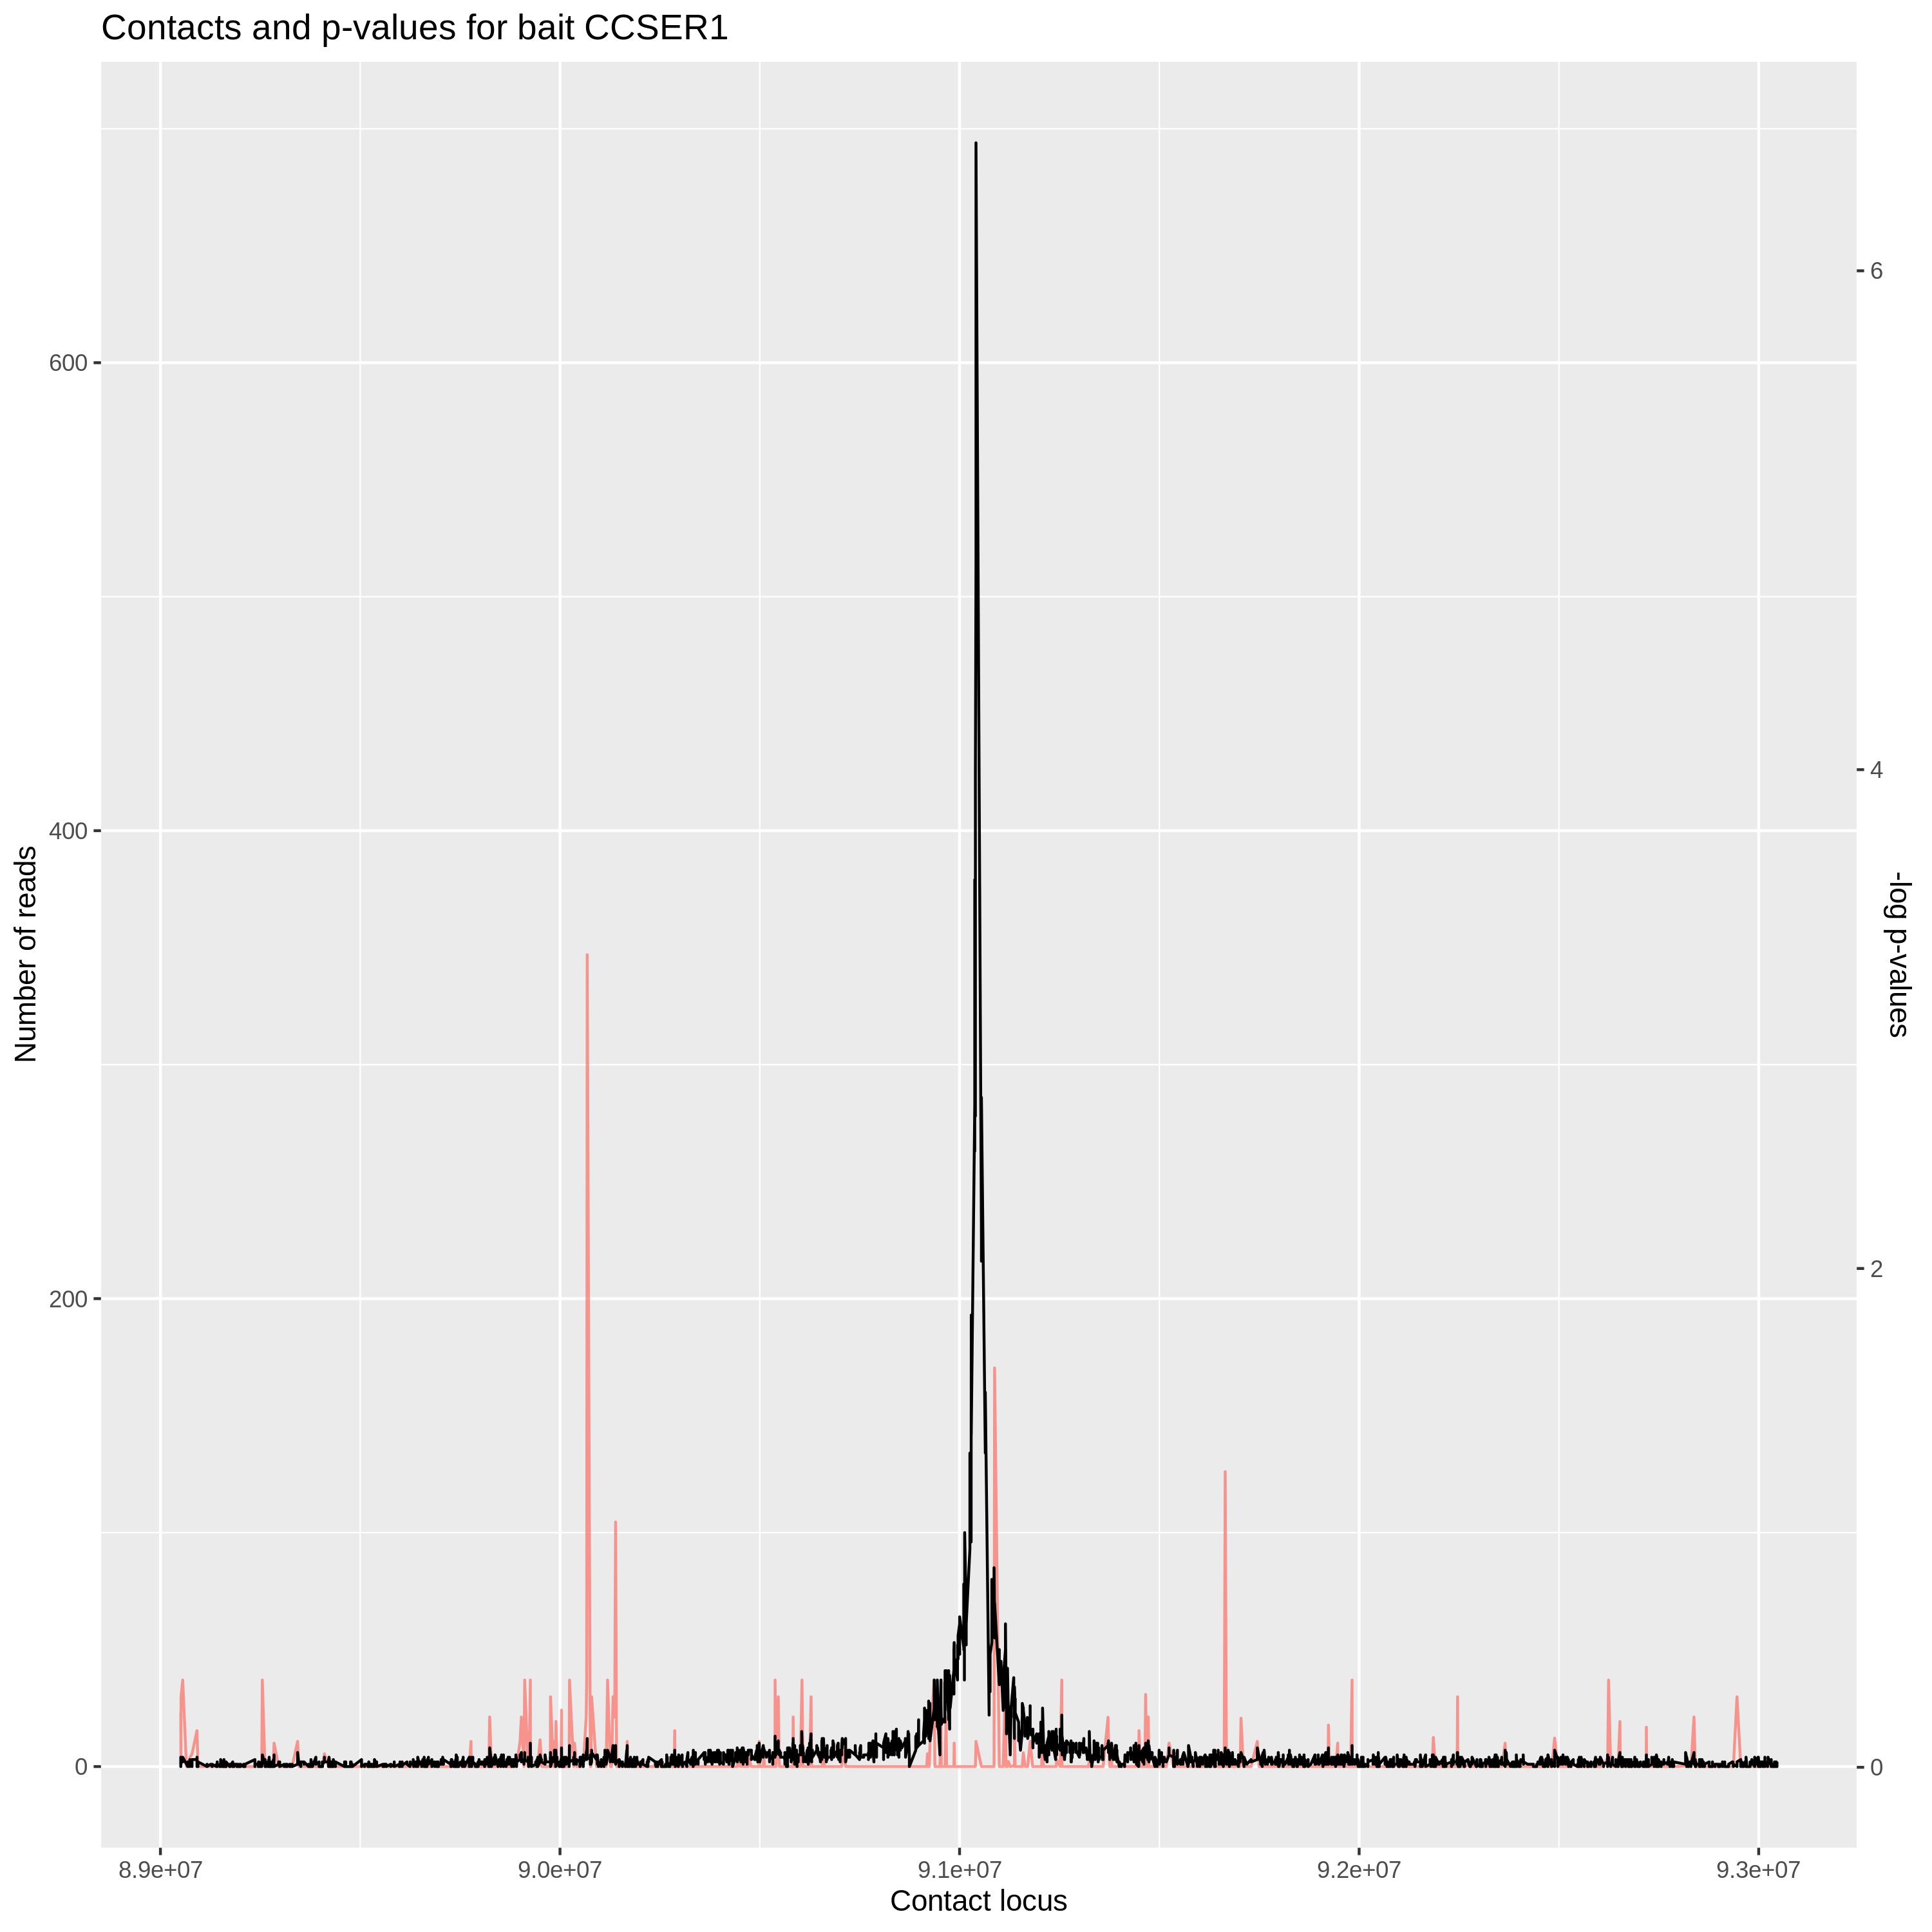 Contacts and p-values for bait CCSER1
6
600
4
400
Number of reads
-log p-values
2
200
0
0
8.9e+07 9.0e+07 9.1e+07 9.2e+07 9.3e+07
Contact locus